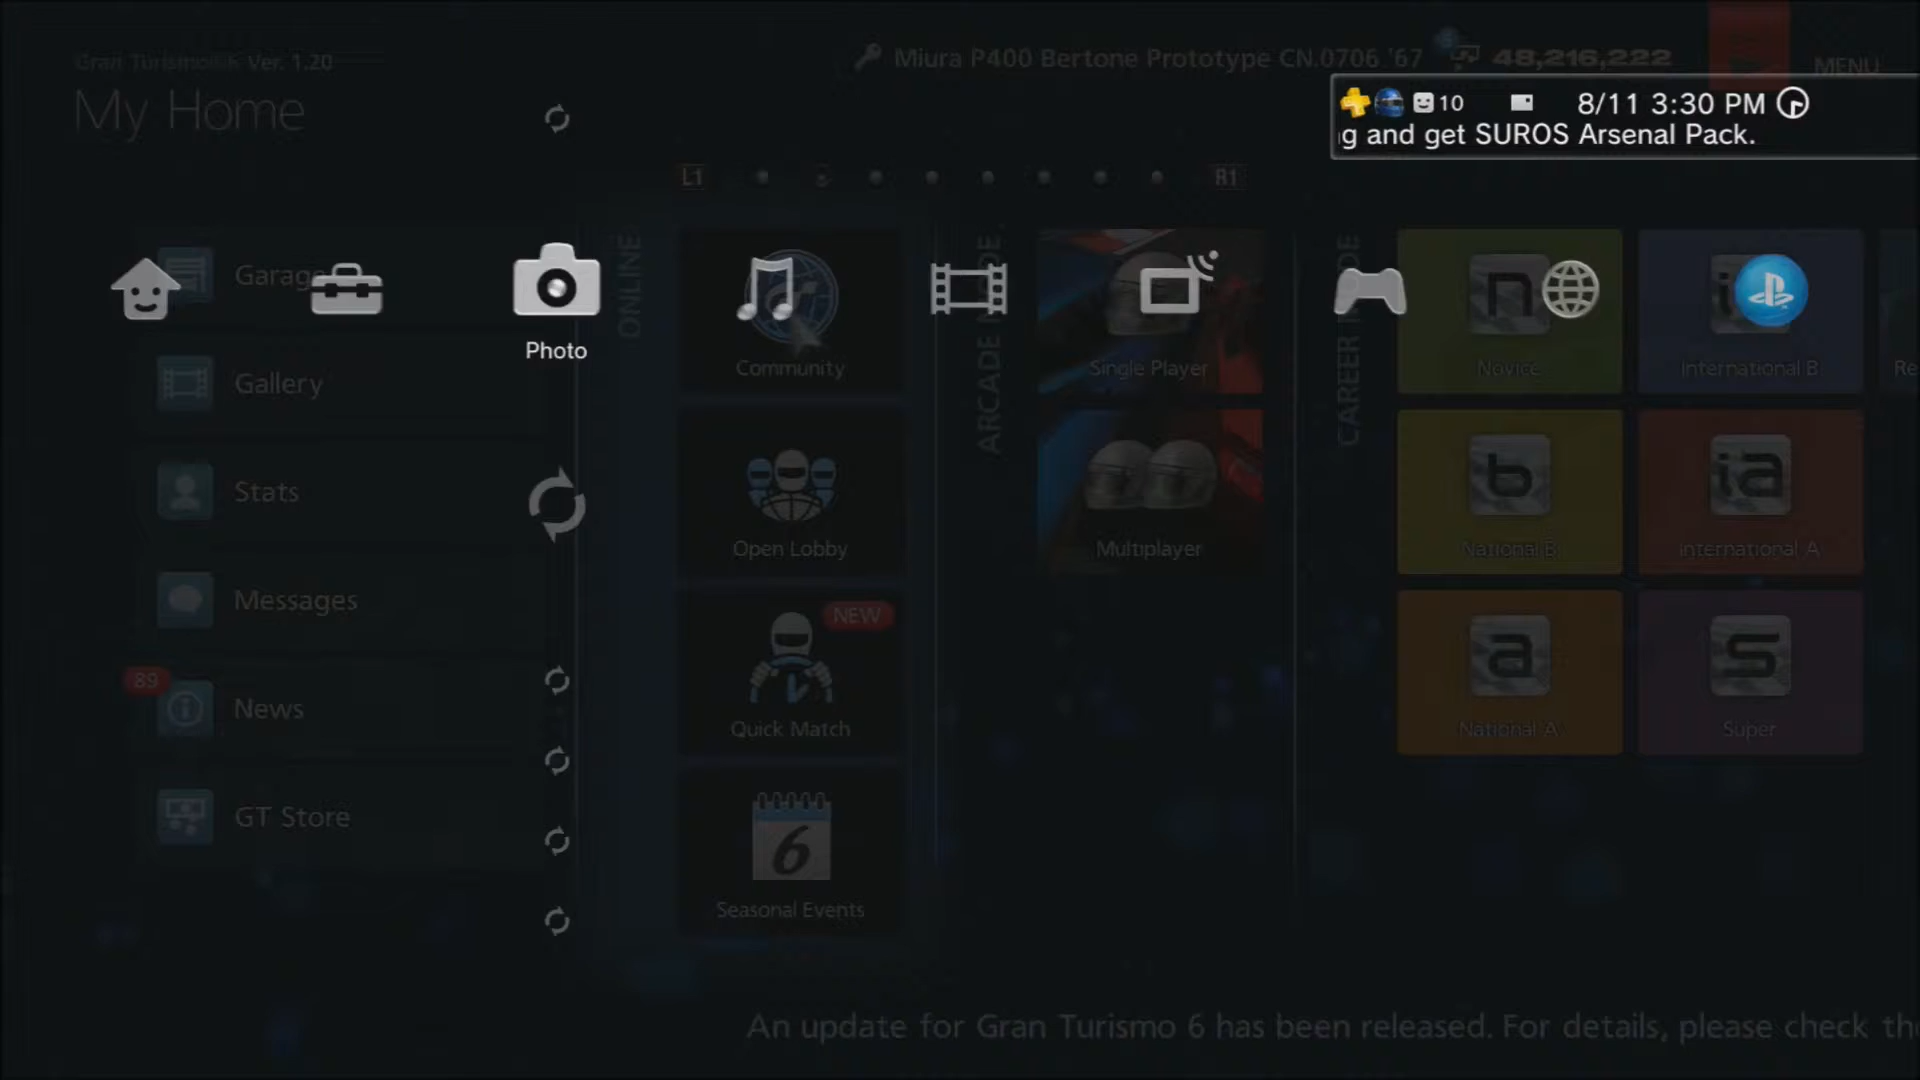 Gran Turismo 6 Ver. 1.20
My Home
Miura P400 Bertone Prototype CN.0706 '67
48,216,222
MENU
10
8/11 3:30 PM
g and get SUROS Arsenal Pack.
L1
R1
Garage
Gallery
Stats
Messages
89
News
GT Store
Photo
ONLINE
Community
Open Lobby
NEW
Quick Match
6
Seasonal Events
ARCADE MODE
Single Player
Multiplayer
CAREER MODE
n
Novice
International B
Re
b
National B
ia
International A
a
National A
S
Super
An update for Gran Turismo 6 has been released. For details, please check the